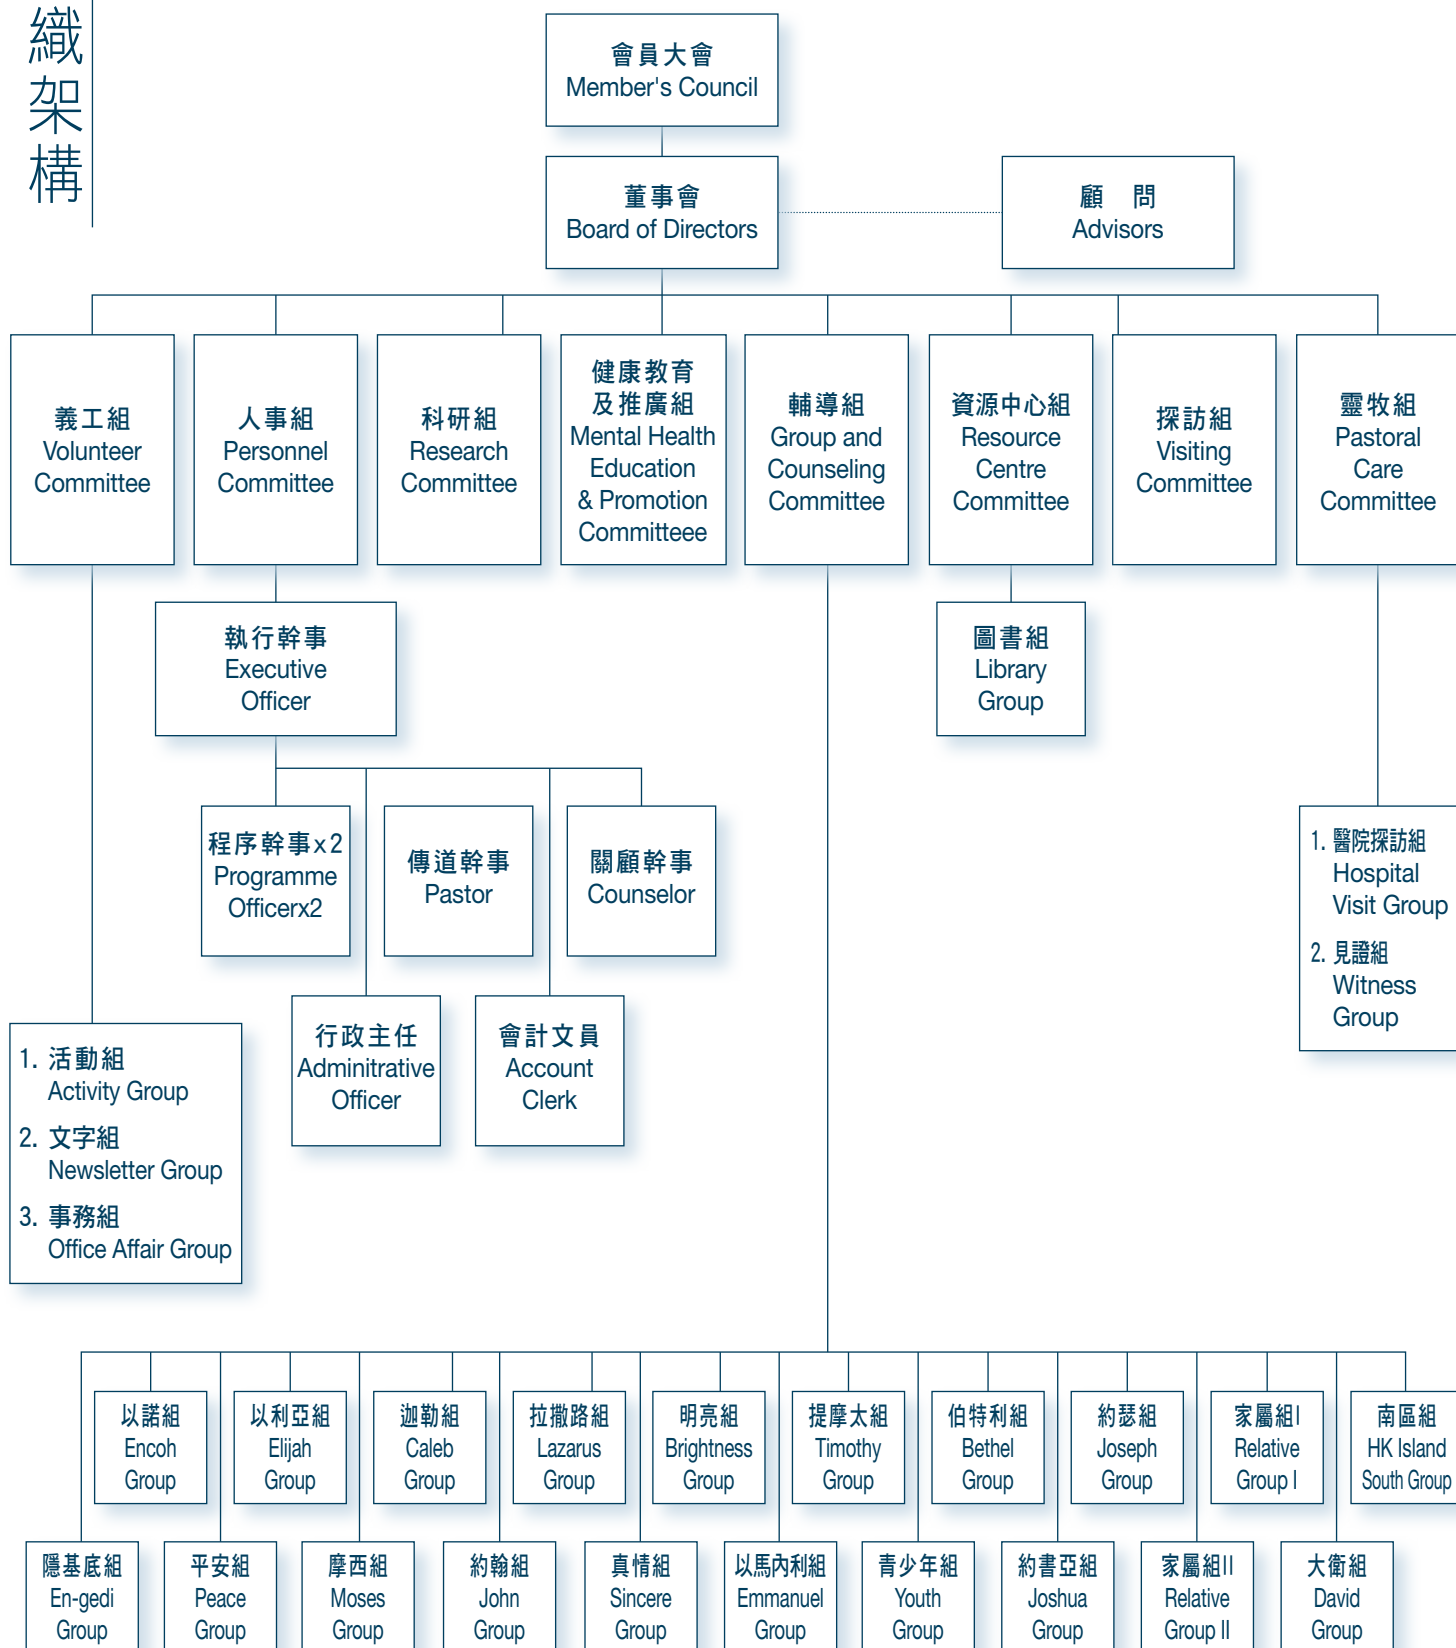 織架構
會員大會
Member's Council
董事會
Board of Directors
顧 問
Advisors
義工組
Volunteer
Committee
人事組
Personnel
Committee
科研組
Research
Committee
健康教育
及推廣組
Mental Health
Education
& Promotion
Committeee
輔導組
Group and
Counseling
Committee
資源中心組
Resource
Centre
Committee
探訪組
Visiting
Committee
靈牧組
Pastoral
Care
Committee
執行幹事
Executive
Officer
圖書組
Library
Group
程序幹事x2
Programme
Officerx2
傳道幹事
Pastor
關顧幹事
Counselor
1. 醫院探訪組
Hospital
Visit Group
2. 見證組
Witness
Group
行政主任
Adminitrative
Officer
會計文員
Account
Clerk
1. 活動組
Activity Group
2. 文字組
Newsletter Group
3. 事務組
Office Affair Group
以諾組
Encoh
Group
以利亞組
Elijah
Group
迦勒組
Caleb
Group
拉撒路組
Lazarus
Group
明亮組
Brightness
Group
提摩太組
Timothy
Group
伯特利組
Bethel
Group
約瑟組
Joseph
Group
家屬組I
Relative
Group I
南區組
HK Island
South Group
隱基底組
En-gedi
Group
平安組
Peace
Group
摩西組
Moses
Group
約翰組
John
Group
真情組
Sincere
Group
以馬內利組
Emmanuel
Group
青少年組
Youth
Group
約書亞組
Joshua
Group
家屬組II
Relative
Group II
大衛組
David
Group